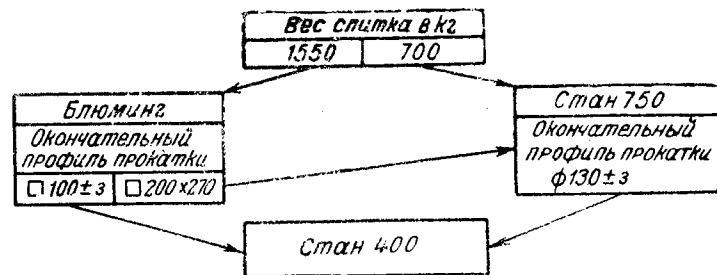 Вес слитка в кг
1550 700
Блюминг
Окончательный
профиль прокатки
□ 100±3 □ 200×270
Стан 750
Окончательный
профиль прокатки
ф130±3
Стан 400